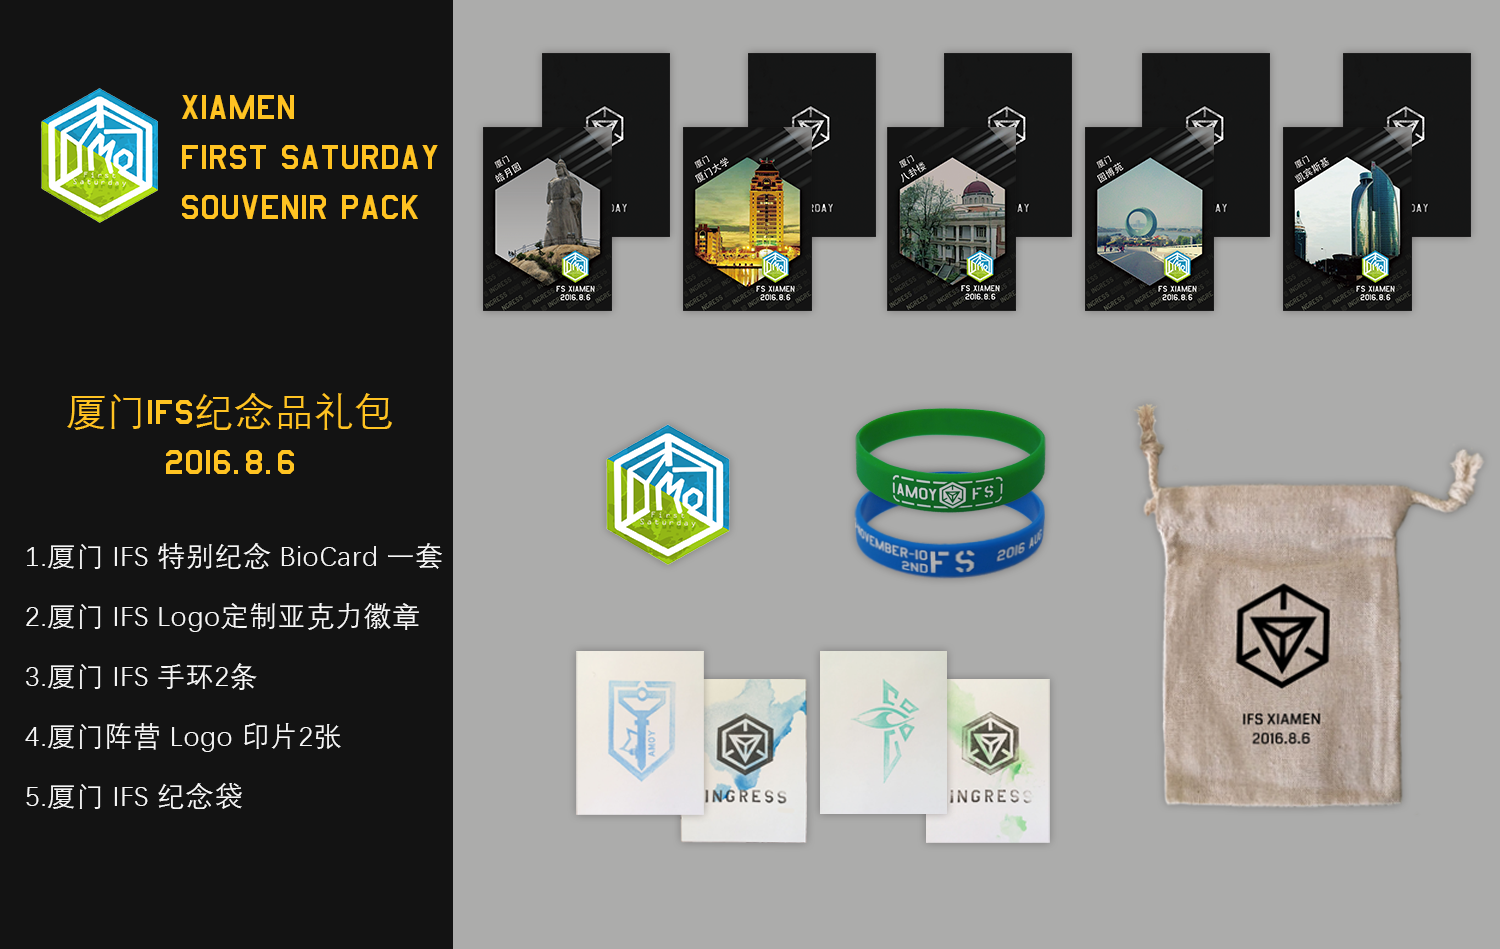 XIAMEN
FIRST SATURDAY
SOUVENIR PACK
AMo
First
Saturday
厦门IFS纪念品礼包
2016.8.6
1.厦门 IFS 特别纪念 BioCard 一套
2.厦门 IFS Logo定制亚克力徽章
3.厦门 IFS 手环2条
4.厦门阵营 Logo 印片2张
5.厦门 IFS 纪念袋
厦门
皓月园
FS XIAMEN
2016.8.6
DAY
厦门
厦门大学
FS XIAMEN
2016.8.6
RDAY
厦门
八卦楼
FS XIAMEN
2016.8.6
AY
厦门
园博苑
FS XIAMEN
2016.8.6
AY
厦门
凯宾斯基
FS XIAMEN
2016.8.6
DAY
AMo
First
Saturday
AMOY FS
NOVEMBER-10
2ND FS 2016 AUG
AMOY
INGRESS
INGRESS
IFS XIAMEN
2016.8.6